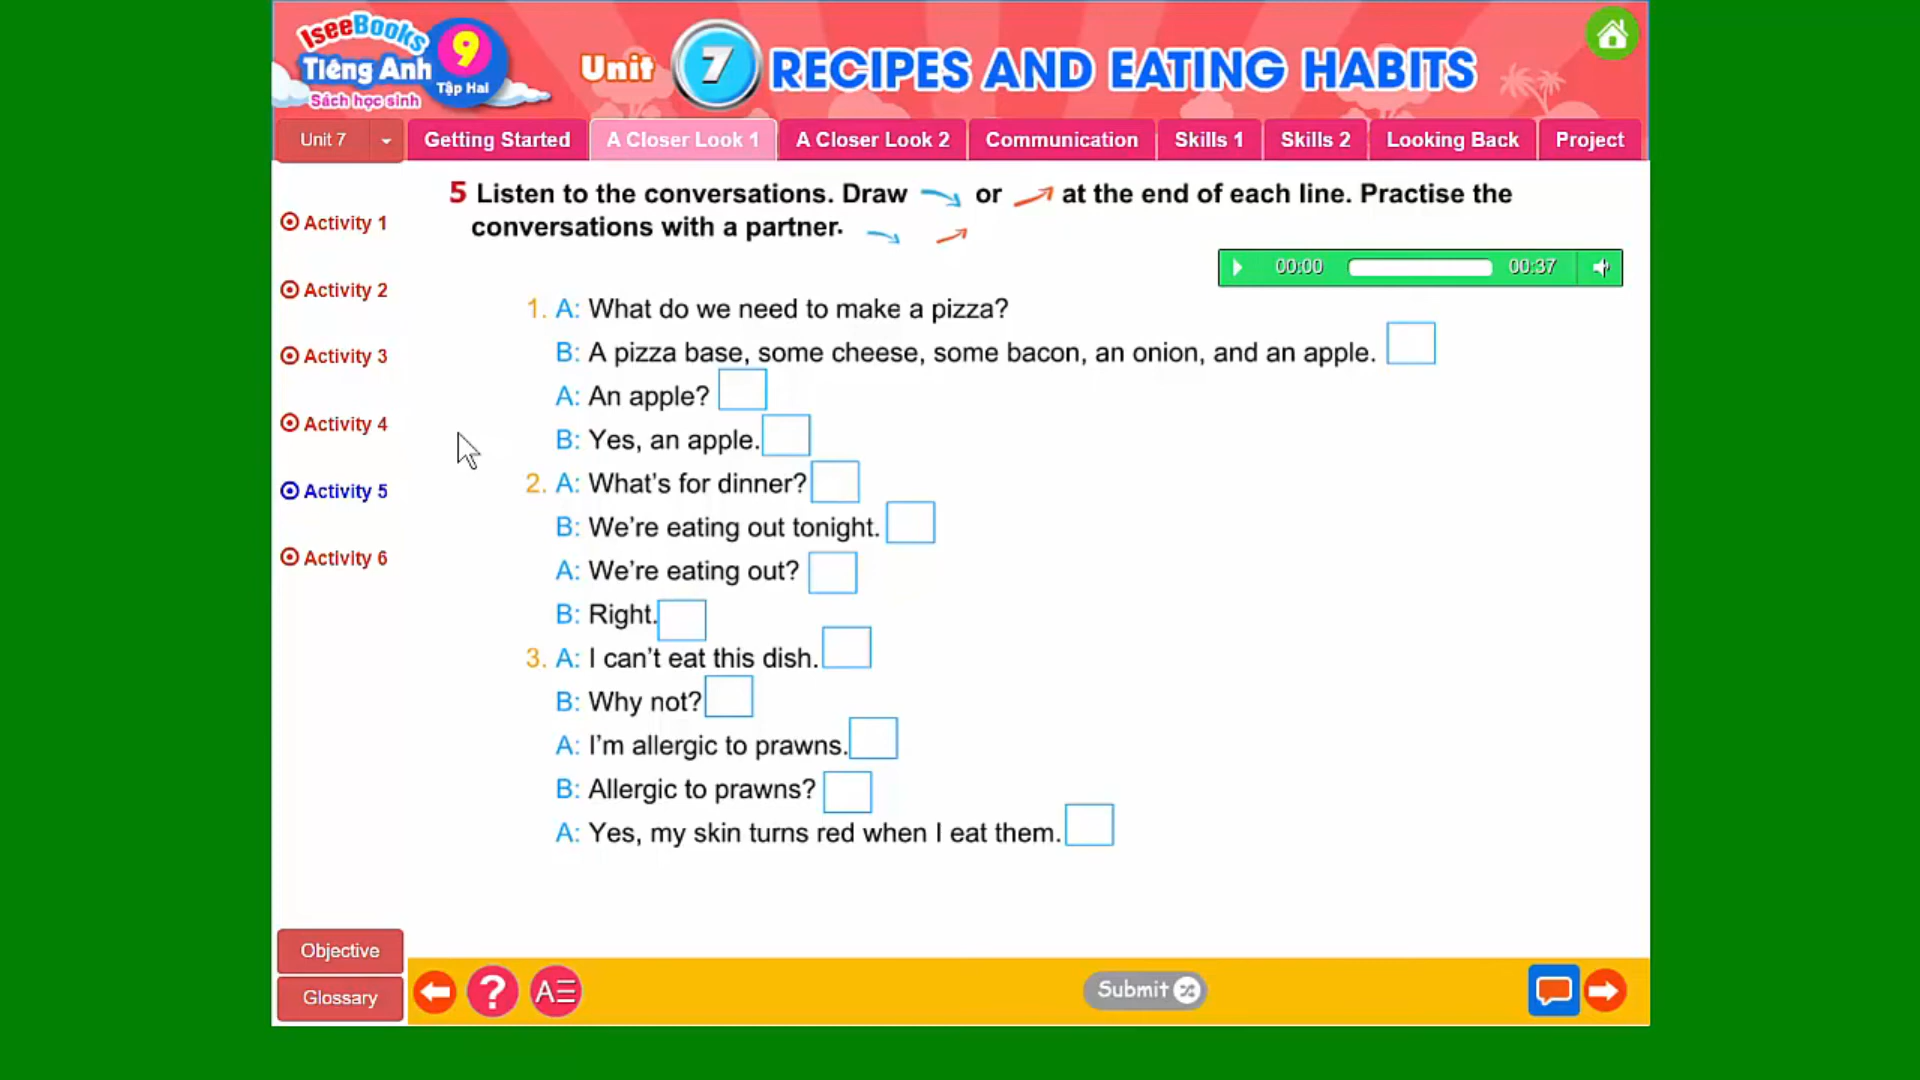 IseeBooks
Tiếng Anh 9
Tập Hai
Sách học sinh
Unit 7 RECIPES AND EATING HABITS
Unit 7 Getting Started A Closer Look 1 A Closer Look 2 Communication Skills 1 Skills 2 Looking Back Project
Activity 1
Activity 2
Activity 3
Activity 4
Activity 5
Activity 6
5 Listen to the conversations. Draw or at the end of each line. Practise the
conversations with a partner.
00:00 00:37
1. A: What do we need to make a pizza?
B: A pizza base, some cheese, some bacon, an onion, and an apple.
A: An apple?
B: Yes, an apple.
2. A: What's for dinner?
B: We're eating out tonight.
A: We're eating out?
B: Right.
3. A: I can't eat this dish.
B: Why not?
A: I'm allergic to prawns.
B: Allergic to prawns?
A: Yes, my skin turns red when I eat them.
Objective
Glossary
? A Submit